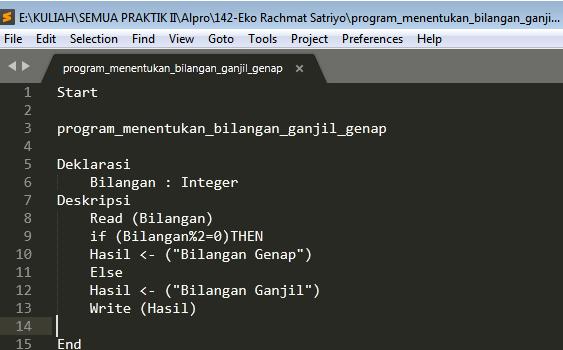 E:\KULIAH\SEMUA PRAKTIK II\Alpro\142-Eko Rachmat Satriyo\program_menentukan_bilangan_ganji...
File Edit Selection Find View Goto Tools Project Preferences Help
program_menentukan_bilangan_ganjil_genap ×
1 Start
2
3 program_menentukan_bilangan_ganjil_genap
4
5 Deklarasi
6 Bilangan : Integer
7 Deskripsi
8 Read (Bilangan)
9 if (Bilangan%2=0)THEN
10 Hasil <- ("Bilangan Genap")
11 Else
12 Hasil <- ("Bilangan Ganjil")
13 Write (Hasil)
14
15 End